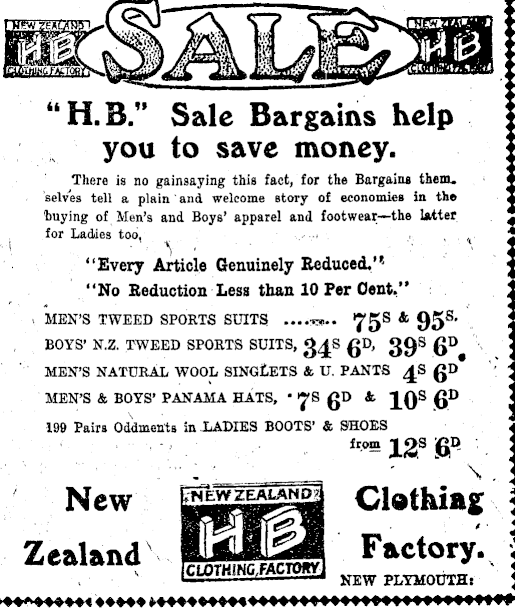 NEW ZEALAND
HB
CLOTHING FACTORY
SALE
NEW ZEALAND
HB
CLOTHING FACTORY
"H.B." Sale Bargains help
you to save money.
There is no gainsaying this fact, for the Bargains them-
selves tell a plain and welcome story of economies in the
buying of Men's and Boys' apparel and footwear—the latter
for Ladies too,
"Every Article Genuinely Reduced."
"No Reduction Less than 10 Per Cent."
MEN'S TWEED SPORTS SUITS ........ 75S & 95S.
BOYS' N.Z. TWEED SPORTS SUITS, 34S 6D, 39S 6D.
MEN'S NATURAL WOOL SINGLETS & U. PANTS 4S 6D
MEN'S & BOYS' PANAMA HATS, 7S 6D & 10S 6D
199 Pairs Oddments in LADIES BOOTS' & SHOES
from 12S 6D
New Zealand
NEW ZEALAND
HB
CLOTHING, FACTORY
Clothing Factory.
NEW PLYMOUTH: